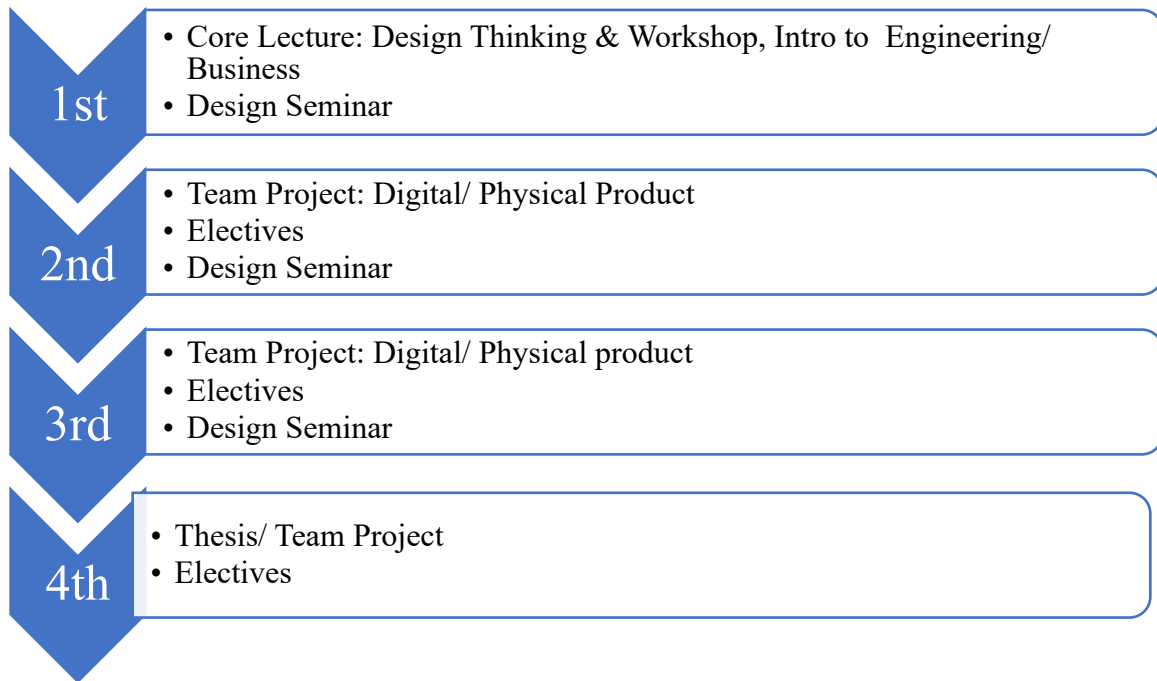 1st
• Core Lecture: Design Thinking & Workshop, Intro to Engineering/
Business
• Design Seminar
2nd
• Team Project: Digital/ Physical Product
• Electives
• Design Seminar
3rd
• Team Project: Digital/ Physical product
• Electives
• Design Seminar
4th
• Thesis/ Team Project
• Electives